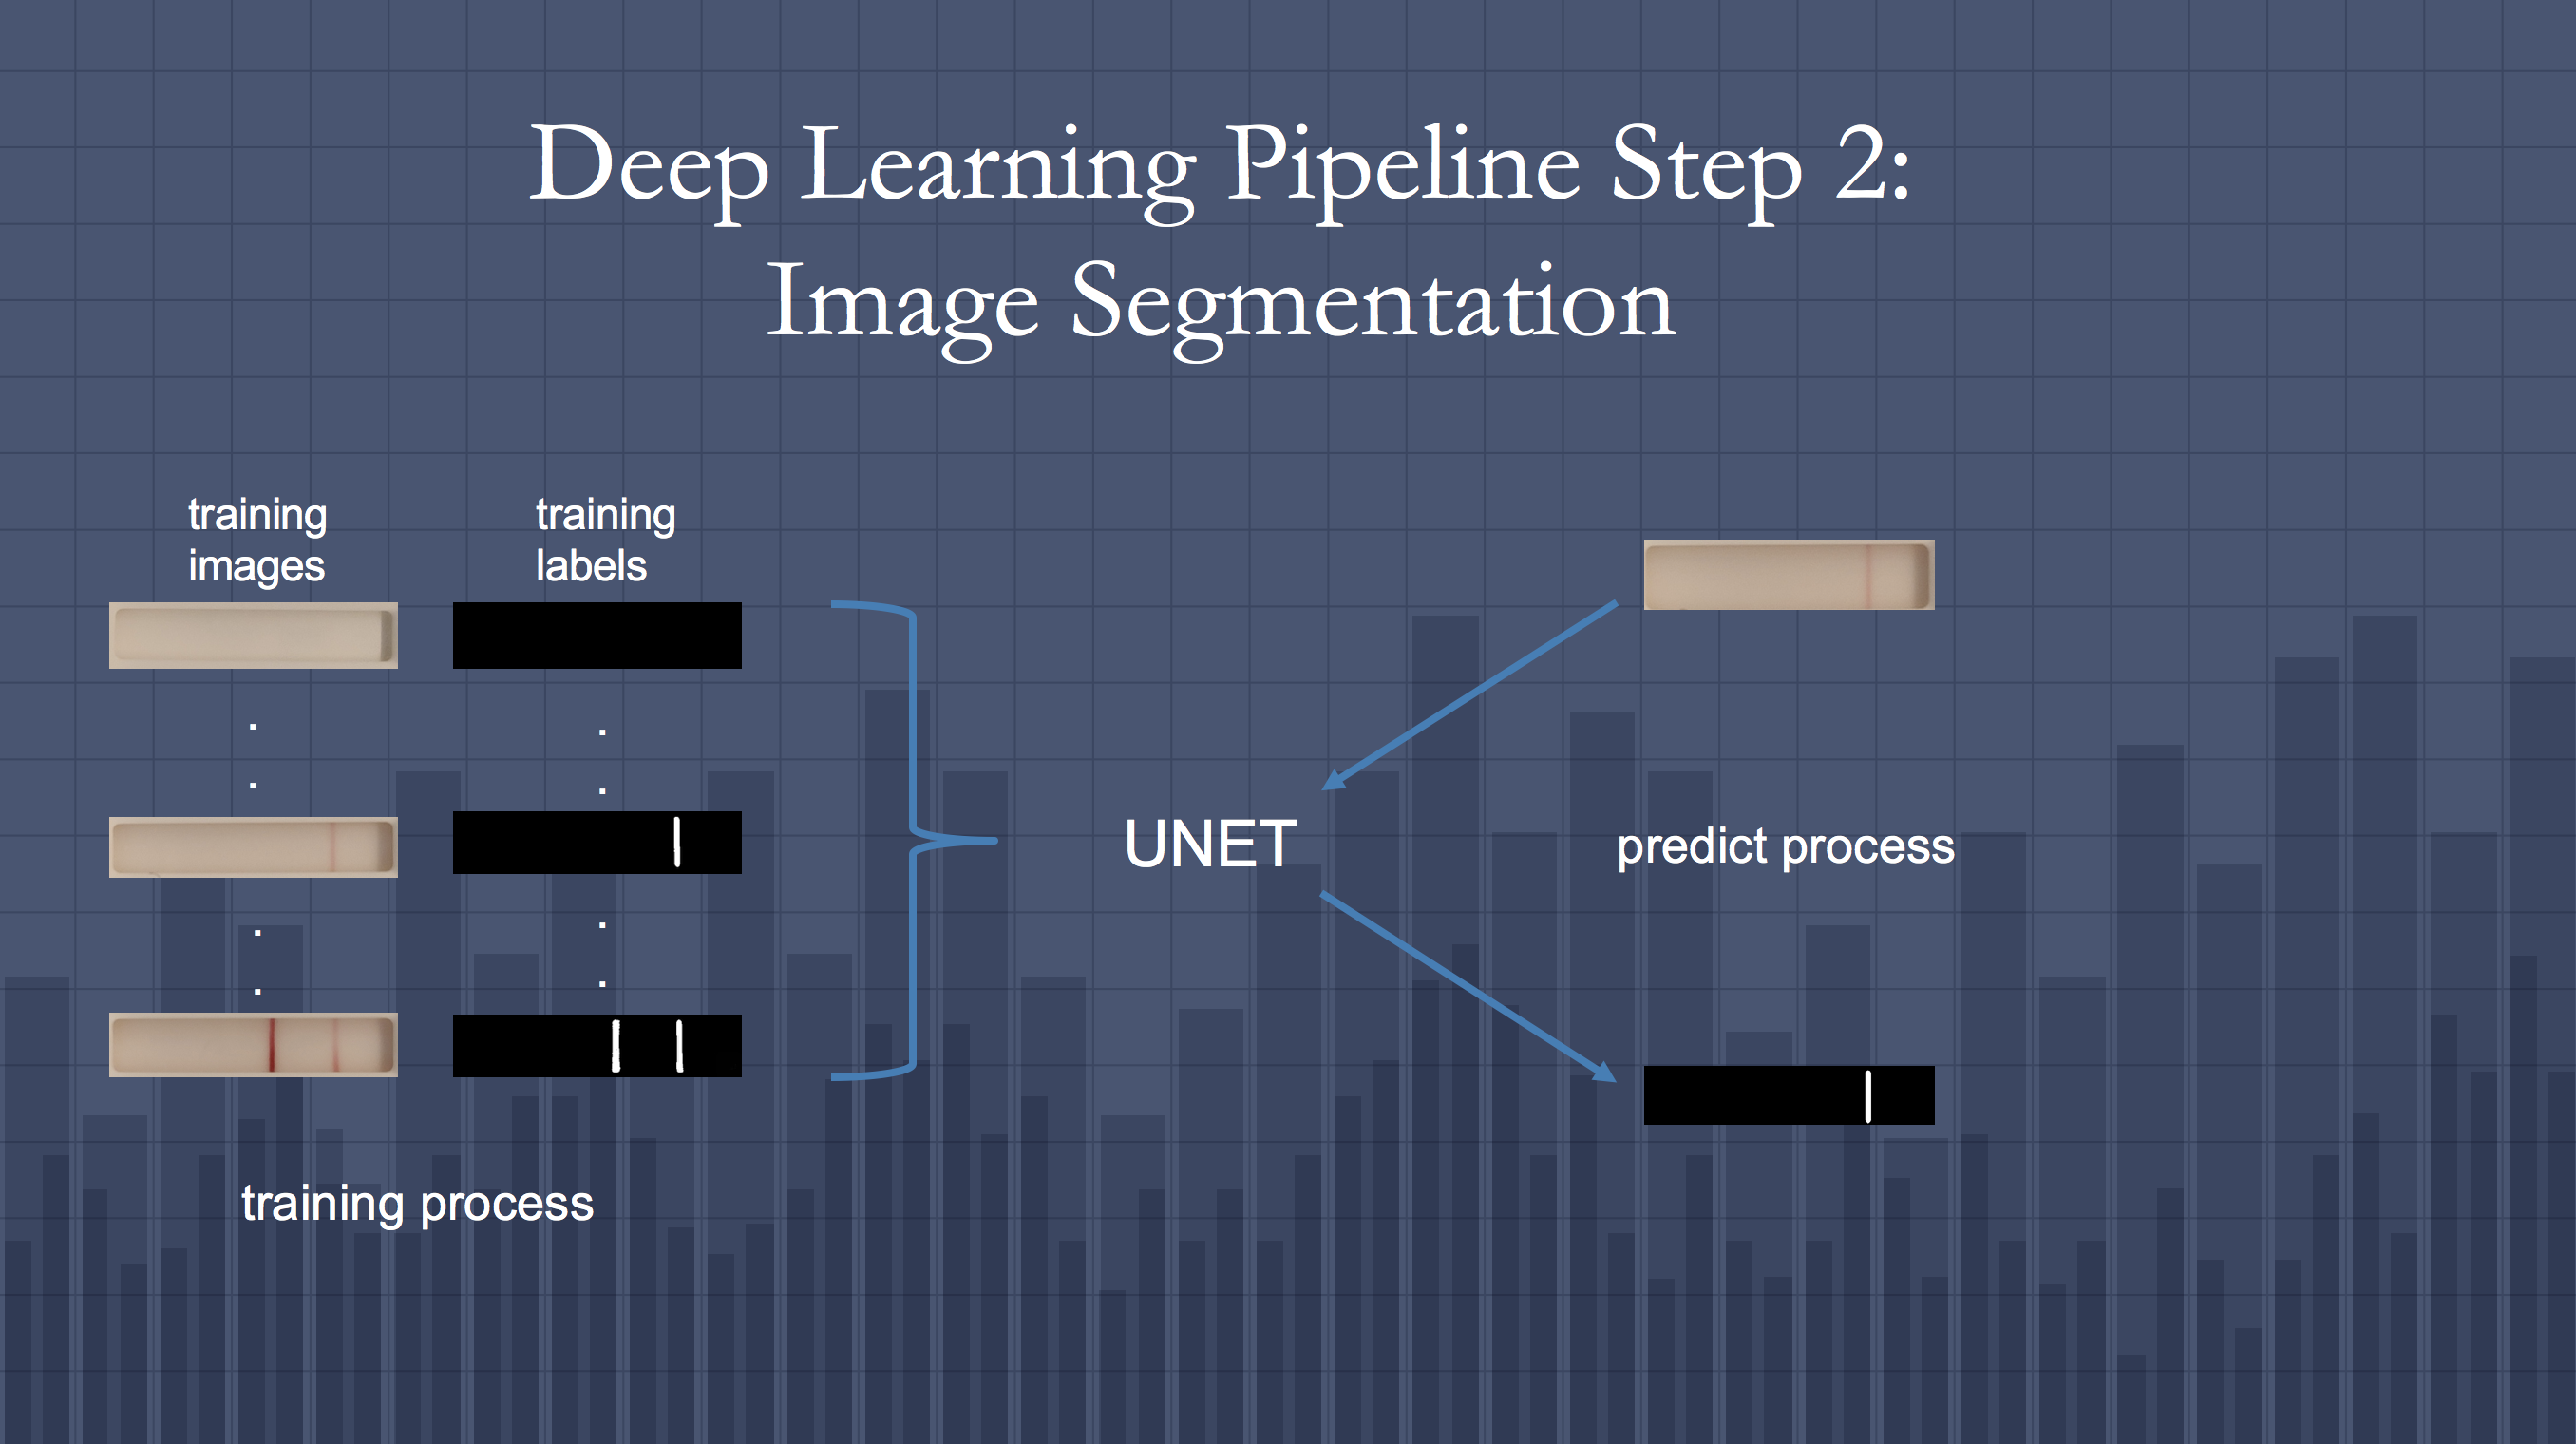 Deep Learning Pipeline Step 2:
Image Segmentation
training
images
training
labels
UNET
predict process
training process